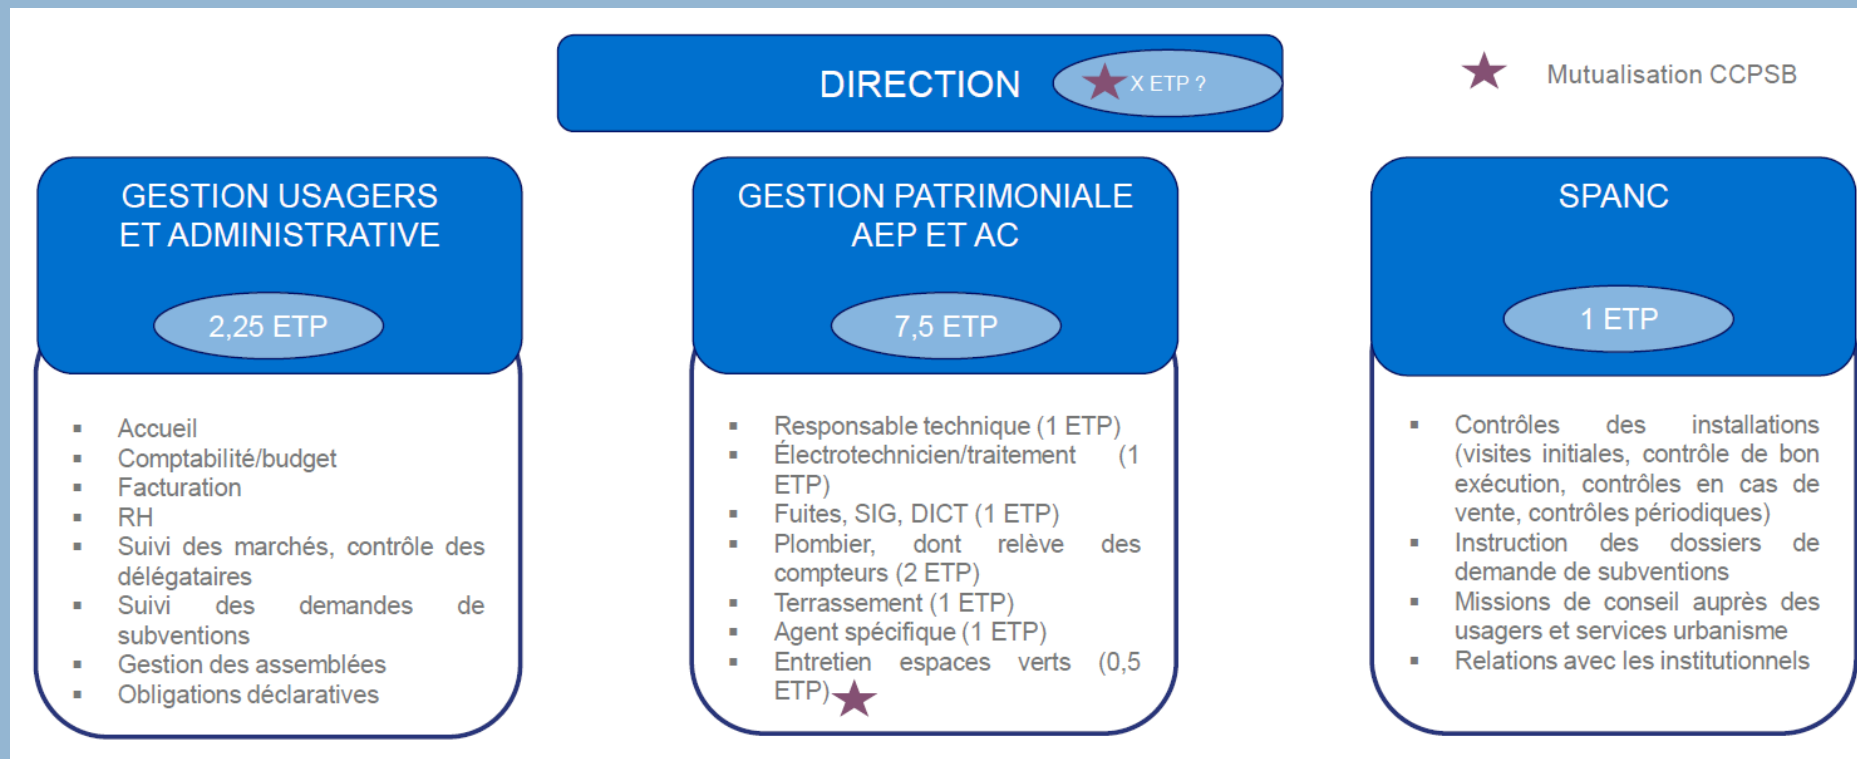 DIRECTION
X ETP ?
Mutualisation CCPSB
GESTION USAGERS
ET ADMINISTRATIVE
2,25 ETP
▪ Accueil
▪ Comptabilité/budget
▪ Facturation
▪ RH
▪ Suivi des marchés, contrôle des
délégataires
▪ Suivi des demandes de
subventions
▪ Gestion des assemblées
▪ Obligations déclaratives
GESTION PATRIMONIALE
AEP ET AC
7,5 ETP
▪ Responsable technique (1 ETP)
▪ Électrotechnicien/traitement (1
ETP)
▪ Fuites, SIG, DICT (1 ETP)
▪ Plombier, dont relève des
compteurs (2 ETP)
▪ Terrassement (1 ETP)
▪ Agent spécifique (1 ETP)
▪ Entretien espaces verts (0,5
ETP)
SPANC
1 ETP
▪ Contrôles des installations
(visites initiales, contrôle de bon
exécution, contrôles en cas de
vente, contrôles périodiques)
▪ Instruction des dossiers de
demande de subventions
▪ Missions de conseil auprès des
usagers et services urbanisme
▪ Relations avec les institutionnels